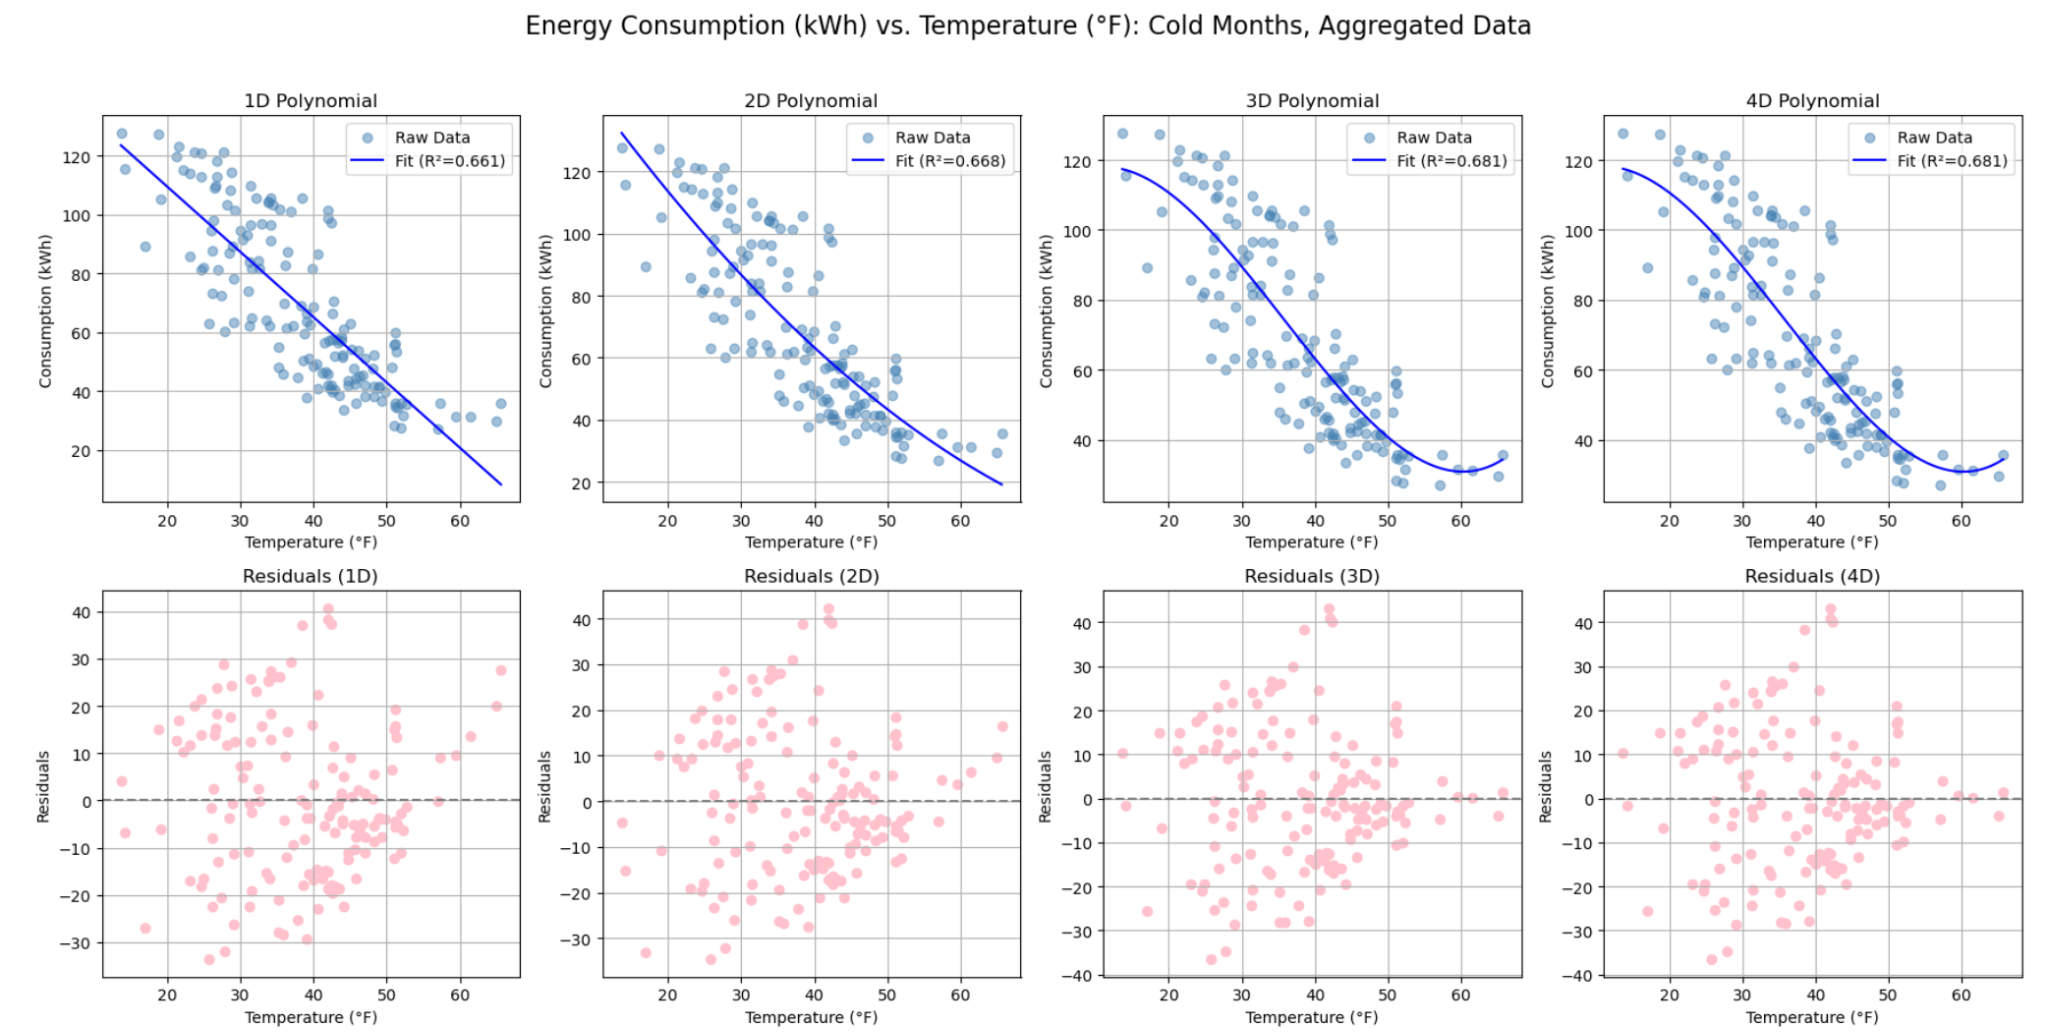 Energy Consumption (kWh) vs. Temperature (°F): Cold Months, Aggregated Data
1D Polynomial
Raw Data
Fit (R²=0.661)
120
100
80
60
40
20
Consumption (kWh)
20 30 40 50 60
Temperature (°F)
2D Polynomial
Raw Data
Fit (R²=0.668)
120
100
80
60
40
20
Consumption (kWh)
20 30 40 50 60
Temperature (°F)
3D Polynomial
Raw Data
Fit (R²=0.681)
120
100
80
60
40
Consumption (kWh)
20 30 40 50 60
Temperature (°F)
4D Polynomial
Raw Data
Fit (R²=0.681)
120
100
80
60
40
Consumption (kWh)
20 30 40 50 60
Temperature (°F)
Residuals (1D)
40
30
20
10
0
−10
−20
−30
Residuals
20 30 40 50 60
Temperature (°F)
Residuals (2D)
40
30
20
10
0
−10
−20
−30
Residuals
20 30 40 50 60
Temperature (°F)
Residuals (3D)
40
30
20
10
0
−10
−20
−30
−40
Residuals
20 30 40 50 60
Temperature (°F)
Residuals (4D)
40
30
20
10
0
−10
−20
−30
−40
Residuals
20 30 40 50 60
Temperature (°F)